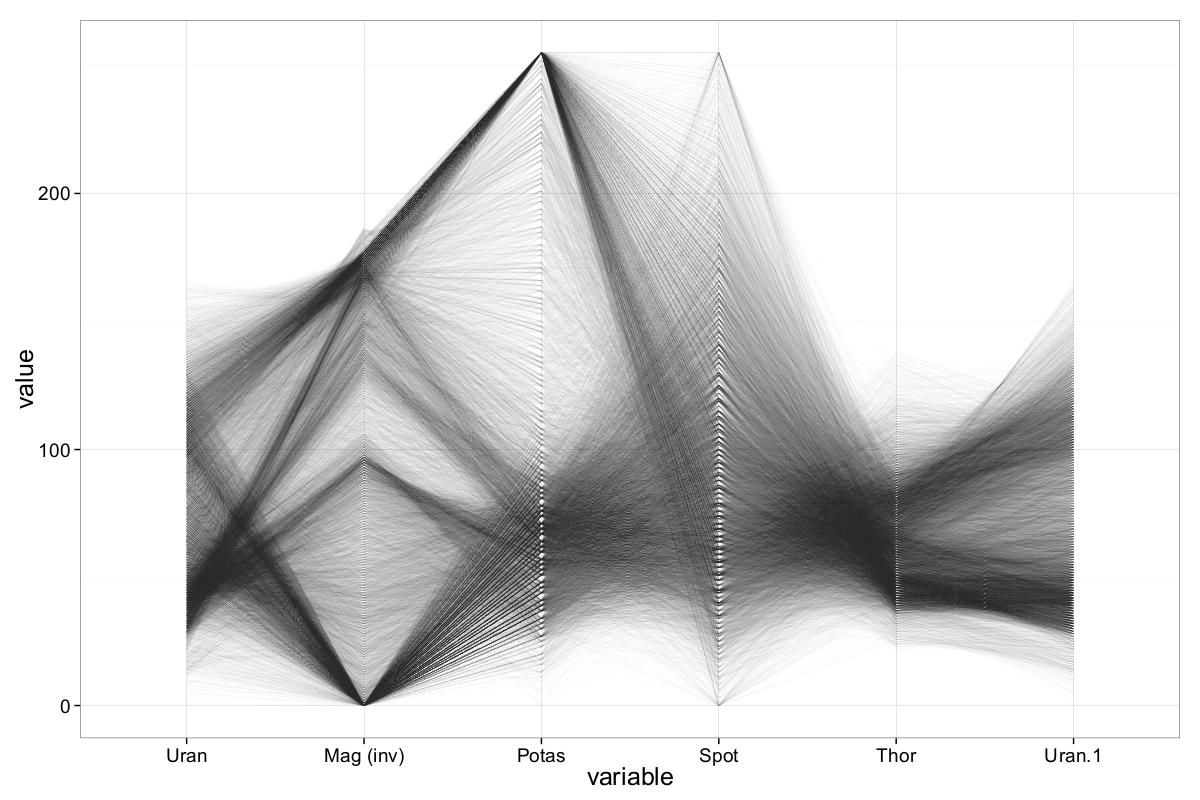 value
200
100
0
Uran
Mag (inv)
Potas
Spot
Thor
Uran.1
variable